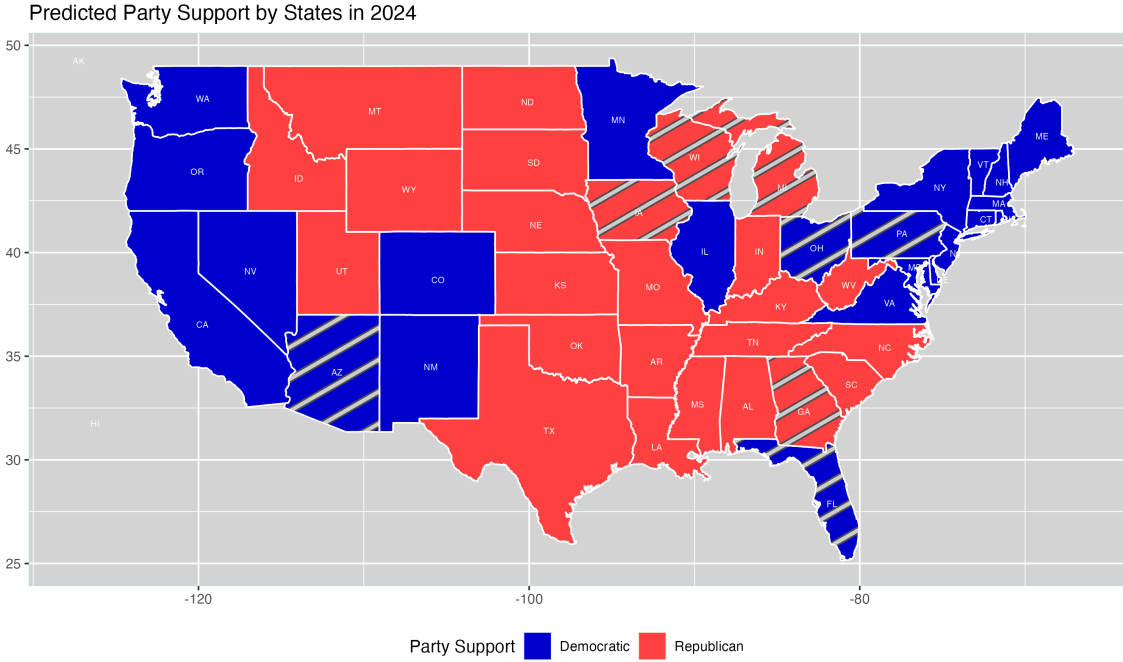 Predicted Party Support by States in 2024
50
AK
WA
MT
ND
MN
ME
45
OR
ID
WY
SD
WI
MI
VT
NH
NY
MA
CT
NE
IA
PA
40
NV
UT
CO
KS
MO
IL
IN
OH
WV
VA
KY
CA
35
AZ
NM
OK
AR
TN
NC
SC
MS
AL
GA
HI
TX
LA
30
FL
25
-120
-100
-80
Party Support Democratic Republican